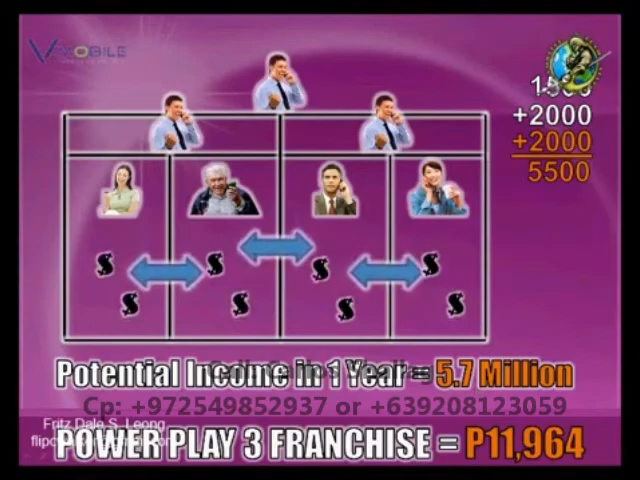 VMOBILE
+2000
+2000
5500
$ $ $ $
$ $ $ $
Potential Income in 1 Year = 5.7 Million
Cp: +972549852937 or +639208123059
Fritz Dale S. Leong
POWER PLAY 3 FRANCHISE = P11,964